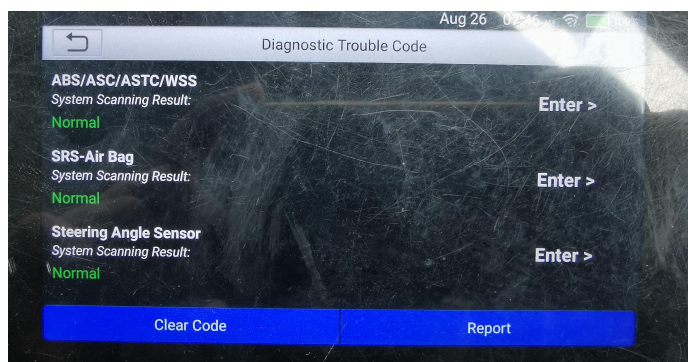 Aug 26
Diagnostic Trouble Code
ABS/ASC/ASTC/WSS
System Scanning Result:
Enter >
Normal
SRS-Air Bag
System Scanning Result:
Enter >
Normal
Steering Angle Sensor
System Scanning Result:
Enter >
Normal
Clear Code
Report